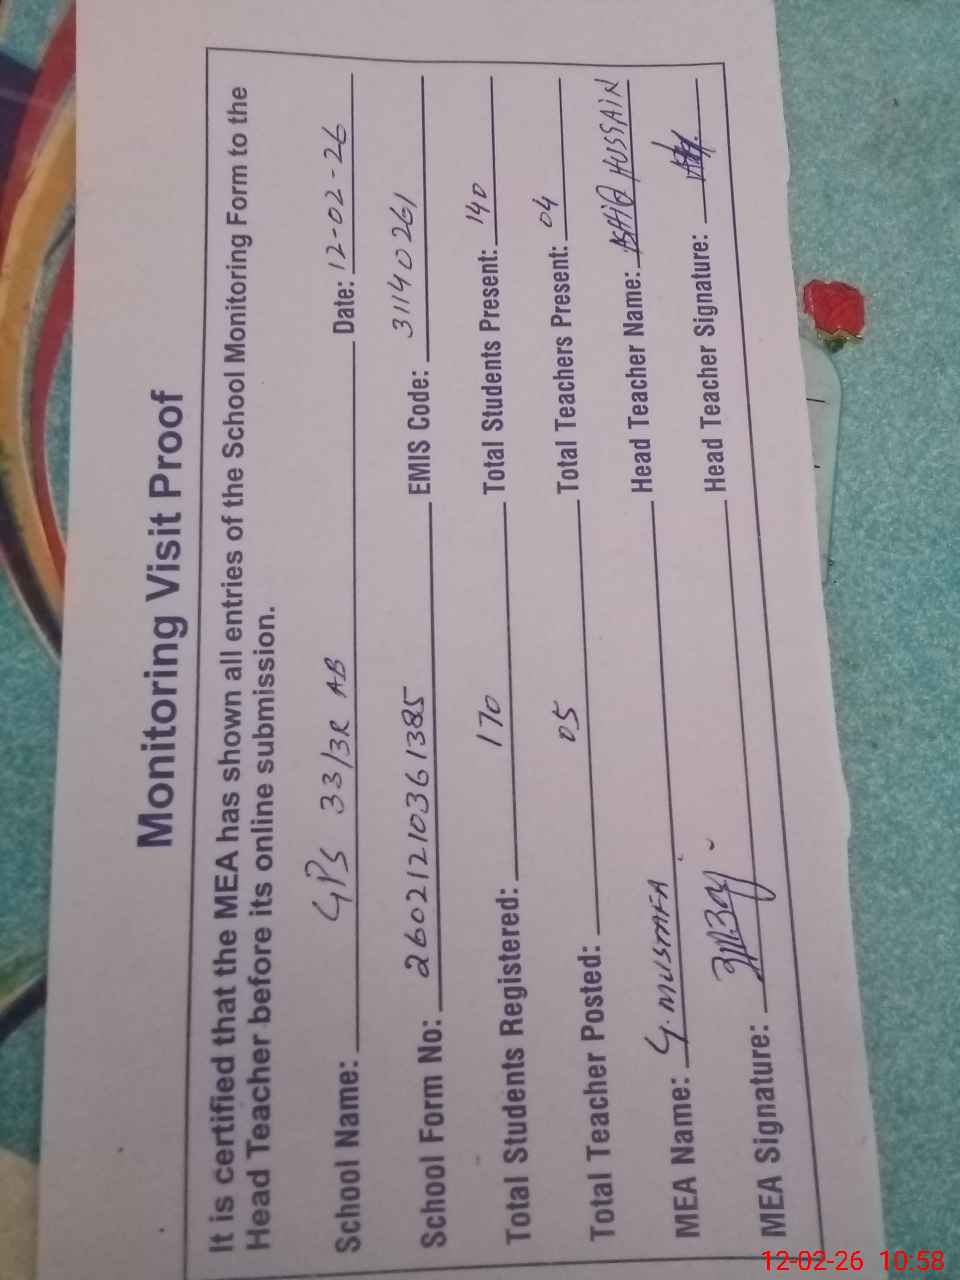 Monitoring Visit Proof
It is certified that the MEA has shown all entries of the School Monitoring Form to the
Head Teacher before its online submission.
School Name: GPS 33/3R AB Date: 12-02-26
School Form No: 2602121036 1385 EMIS Code: 31140261
Total Students Registered: 170 Total Students Present: 140
Total Teacher Posted: 05 Total Teachers Present: 04
MEA Name: G. MUSTAFA Head Teacher Name: ASHIQ HUSSAIN
MEA Signature: Head Teacher Signature:
12-02-26 10:58